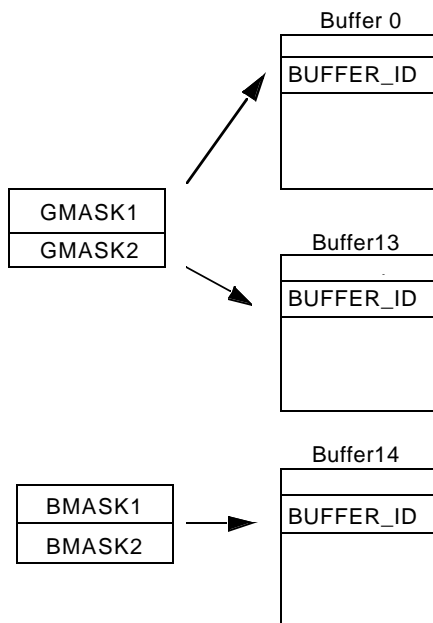 Buffer 0
BUFFER_ID
GMASK1
GMASK2
Buffer13
BUFFER_ID
Buffer14
BMASK1
BUFFER_ID
BMASK2